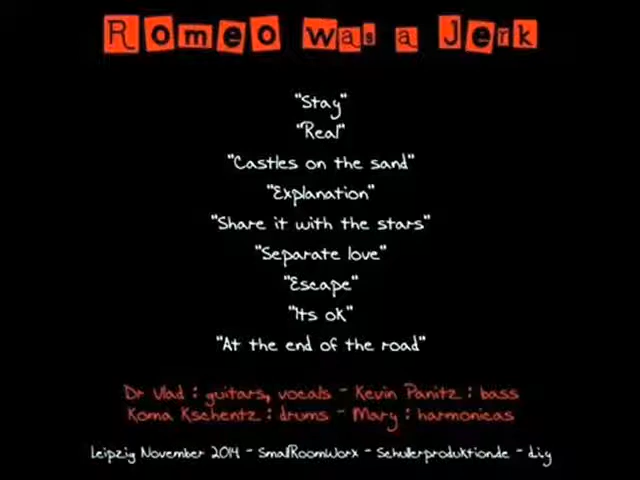 Romeo was a Jerk
"Stay"
"Real"
"Castles on the sand"
"Explanation"
"Share it with the stars"
"Separate love"
"Escape"
"Its ok"
"At the end of the road"
Dr Vlad : guitars, vocals - Kevin Panitz : bass
Koma Kschentz : drums - Mary : harmonicas
Leipzig November 2014 - SmallRoomWorx - Schullerproduktion.de - d.i.y